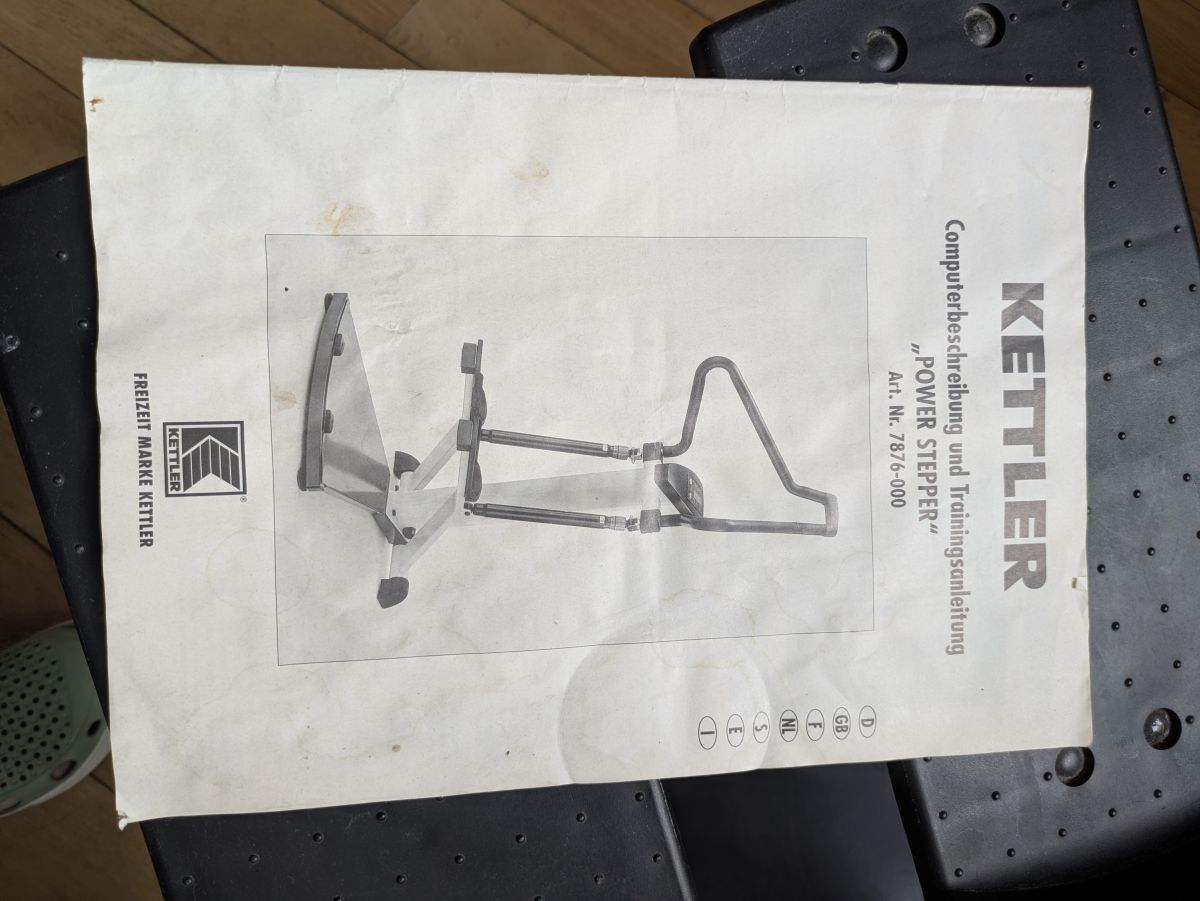 KETTLER
Computerbeschreibung und Trainingsanleitung
„POWER STEPPER“
Art. Nr. 7876-000
D
GB
F
NL
S
E
I
KETTLER
®
FREIZEIT MARKE KETTLER